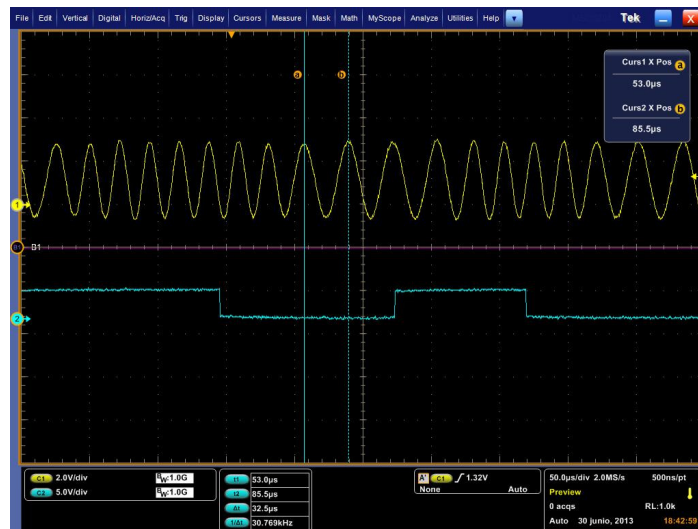 File Edit Vertical Digital Horiz/Acq Trig Display Cursors Measure Mask Math MyScope Analyze Utilities Help Tek X
a b
Curs1 X Pos a
53.0µs
Curs2 X Pos b
85.5µs
1
B1 B1
2
C1 2.0V/div BW:1.0G
C2 5.0V/div BW:1.0G
t1 53.0µs
t2 85.5µs
Δt 32.5µs
1/Δt 30.769kHz
A' C1 1.32V
None Auto
50.0µs/div 2.0MS/s 500ns/pt
Preview
0 acqs RL:1.0k
Auto 30 junio, 2013 18:42:59